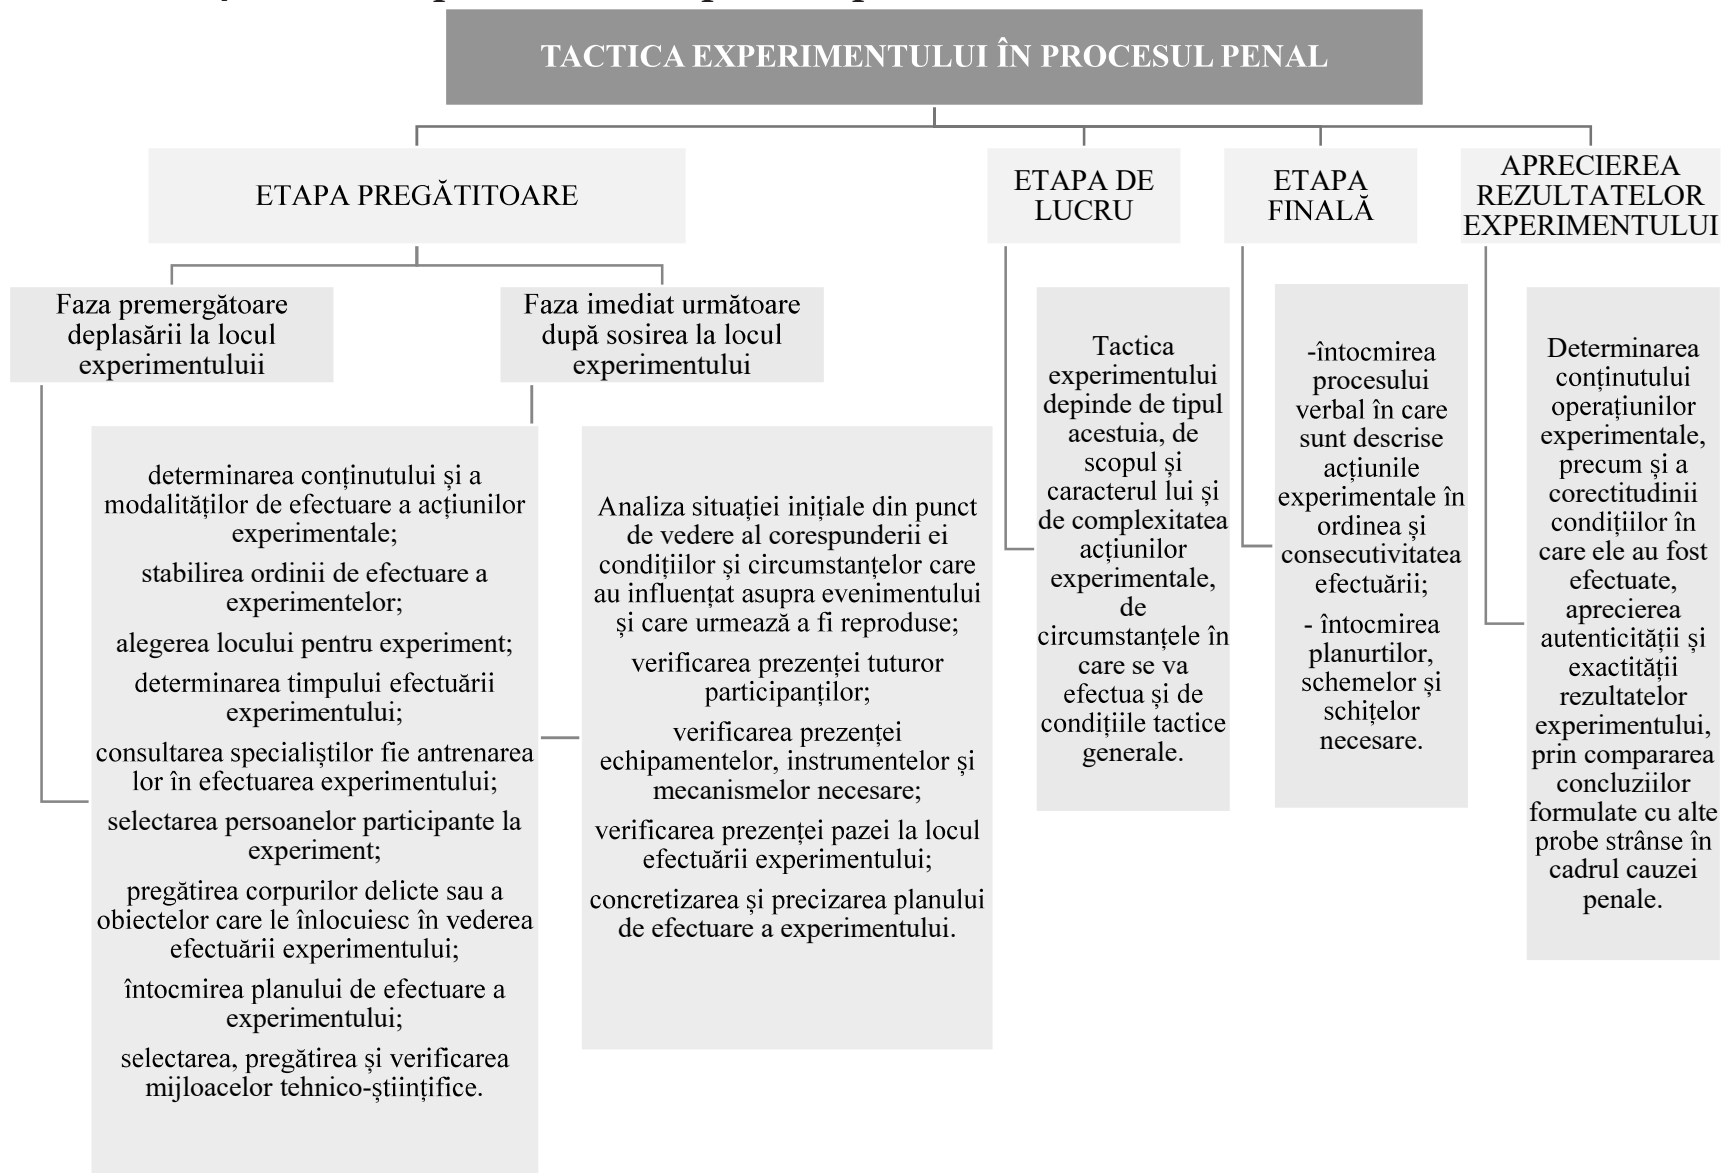 TACTICA EXPERIMENTULUI ÎN PROCESUL PENAL
ETAPA PREGĂTITOARE
Faza premergătoare
deplasării la locul
experimentuluii
determinarea conținutului și a
modalităților de efectuare a acțiunilor
experimentale;
stabilirea ordinii de efectuare a
experimentelor;
alegerea locului pentru experiment;
determinarea timpului efectuării
experimentului;
consultarea specialiștilor fie antrenarea
lor în efectuarea experimentului;
selectarea persoanelor participante la
experiment;
pregătirea corpurilor delicte sau a
obiectelor care le înlocuiesc în vederea
efectuării experimentului;
întocmirea planului de efectuare a
experimentului;
selectarea, pregătirea și verificarea
mijloacelor tehnico-științifice.
Faza imediat următoare
după sosirea la locul
experimentului
Analiza situației inițiale din punct
de vedere al corespunderii ei
condițiilor și circumstanțelor care
au influențat asupra evenimentului
și care urmează a fi reproduse;
verificarea prezenței tuturor
participanților;
verificarea prezenței
echipamentelor, instrumentelor și
mecanismelor necesare;
verificarea prezenței pazei la locul
efectuării experimentului;
concretizarea și precizarea planului
de efectuare a experimentului.
ETAPA DE
LUCRU
Tactica
experimentului
depinde de tipul
acestuia, de
scopul și
caracterul lui și
de complexitatea
acțiunilor
experimentale,
de
circumstanțele în
care se va
efectua și de
condițiile tactice
generale.
ETAPA
FINALĂ
-întocmirea
procesului
verbal în care
sunt descrise
acțiunile
experimentale în
ordinea și
consecutivitatea
efectuării;
- întocmirea
planurtilor,
schemelor și
schițelor
necesare.
APRECIEREA
REZULTATELOR
EXPERIMENTULUI
Determinarea
conținutului
operațiunilor
experimentale,
precum și a
corectitudinii
condițiilor în
care ele au fost
efectuate,
aprecierea
autenticității și
exactității
rezultatelor
experimentului,
prin compararea
concluziilor
formulate cu alte
probe strânse în
cadrul cauzei
penale.